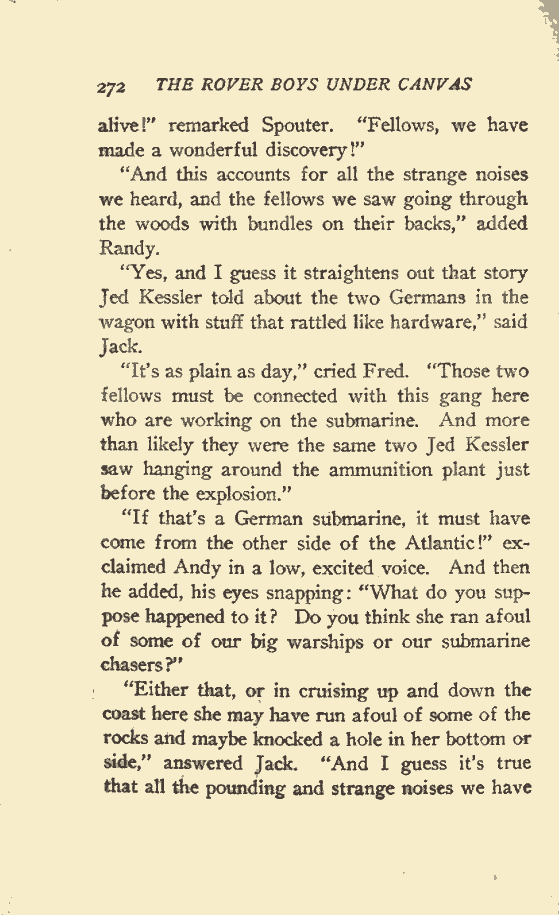 272 THE ROVER BOYS UNDER CANVAS
alive!” remarked Spouter. “Fellows, we have
made a wonderful discovery!”
“And this accounts for all the strange noises
we heard, and the fellows we saw going through
the woods with bundles on their backs,” added
Randy.
“Yes, and I guess it straightens out that story
Jed Kessler told about the two Germans in the
wagon with stuff that rattled like hardware,” said
Jack.
“It’s as plain as day,” cried Fred. “Those two
fellows must be connected with this gang here
who are working on the submarine. And more
than likely they were the same two Jed Kessler
saw hanging around the ammunition plant just
before the explosion.”
“If that’s a German submarine, it must have
come from the other side of the Atlantic!” ex-
claimed Andy in a low, excited voice. And then
he added, his eyes snapping: “What do you sup-
pose happened to it? Do you think she ran afoul
of some of our big warships or our submarine
chasers?”
“Either that, or in cruising up and down the
coast here she may have run afoul of some of the
rocks and maybe knocked a hole in her bottom or
side,” answered Jack. “And I guess it’s true
that all the pounding and strange noises we have